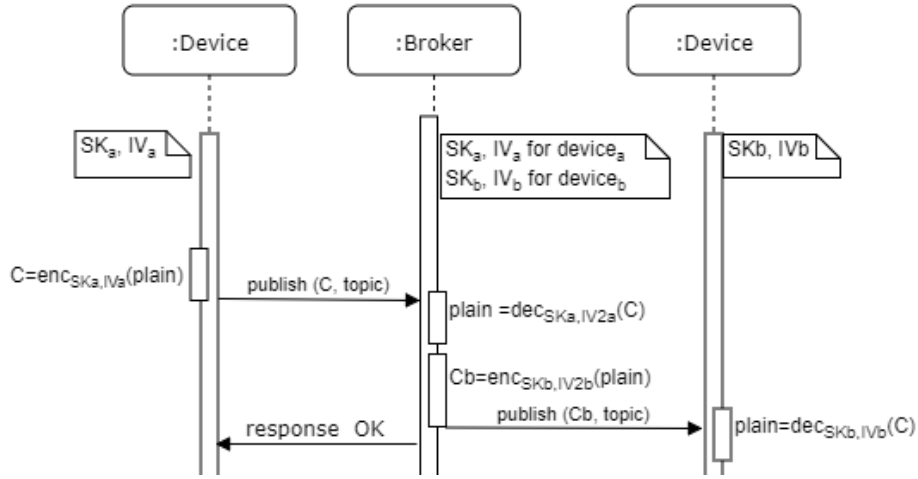 :Device
:Broker
:Device
SKa, IVa
SKa, IVa for devicea
SKb, IVb for deviceb
SKb, IVb
C=encSKa,IVa(plain)
publish (C, topic)
plain =decSKa,IV2a(C)
Cb=encSKb,IV2b(plain)
publish (Cb, topic)
plain=decSKb,IVb(C)
response OK